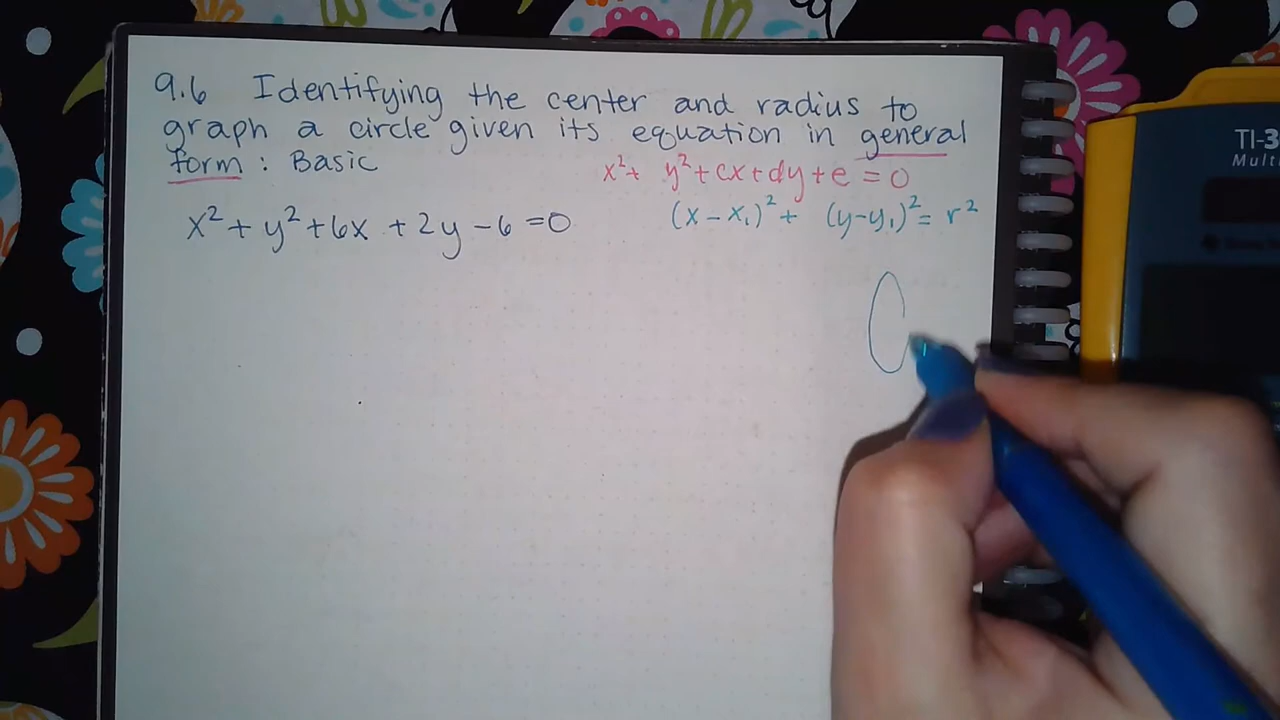 9.6 Identifying the center and radius to
graph a circle given its equation in general
form : Basic
x²+ y²+cx+dy+e=0
(x-x₁)²+ (y-y₁)²= r²
x²+y²+6x +2y-6=0
TI-3
Multi